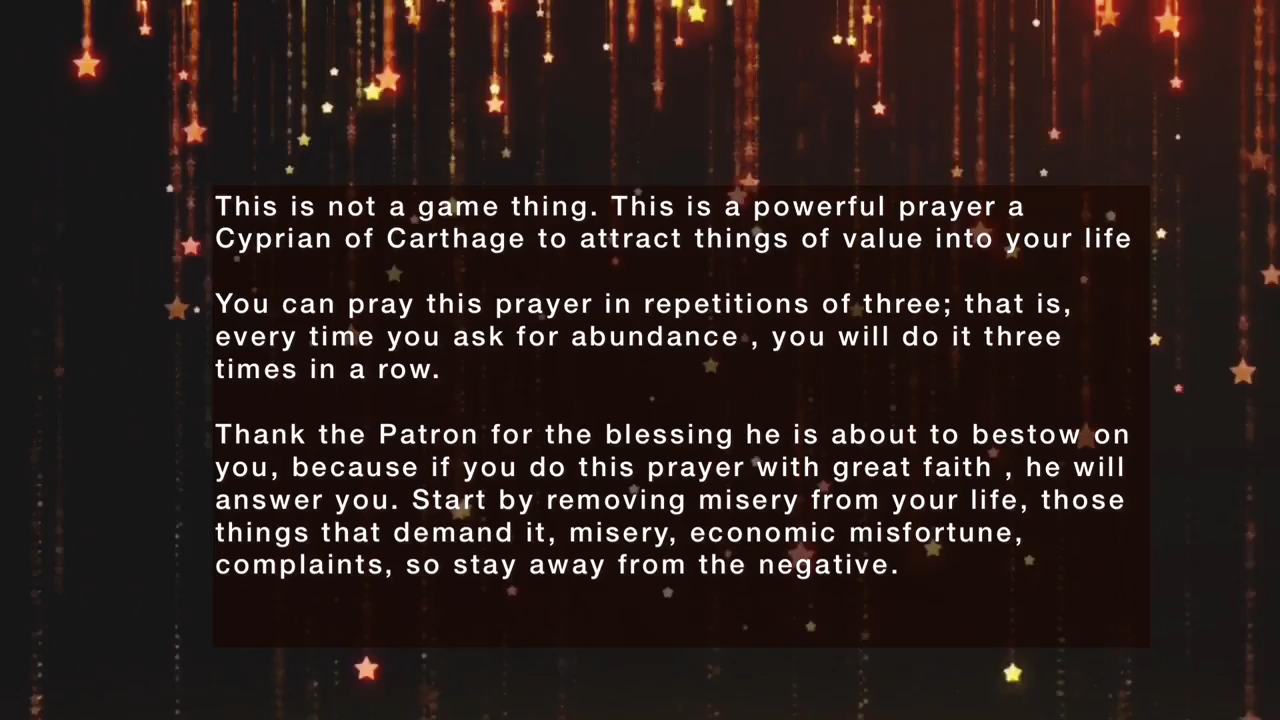 This is not a game thing. This is a powerful prayer a
Cyprian of Carthage to attract things of value into your life
You can pray this prayer in repetitions of three; that is,
every time you ask for abundance , you will do it three
times in a row.
Thank the Patron for the blessing he is about to bestow on
you, because if you do this prayer with great faith , he will
answer you. Start by removing misery from your life, those
things that demand it, misery, economic misfortune,
complaints, so stay away from the negative.